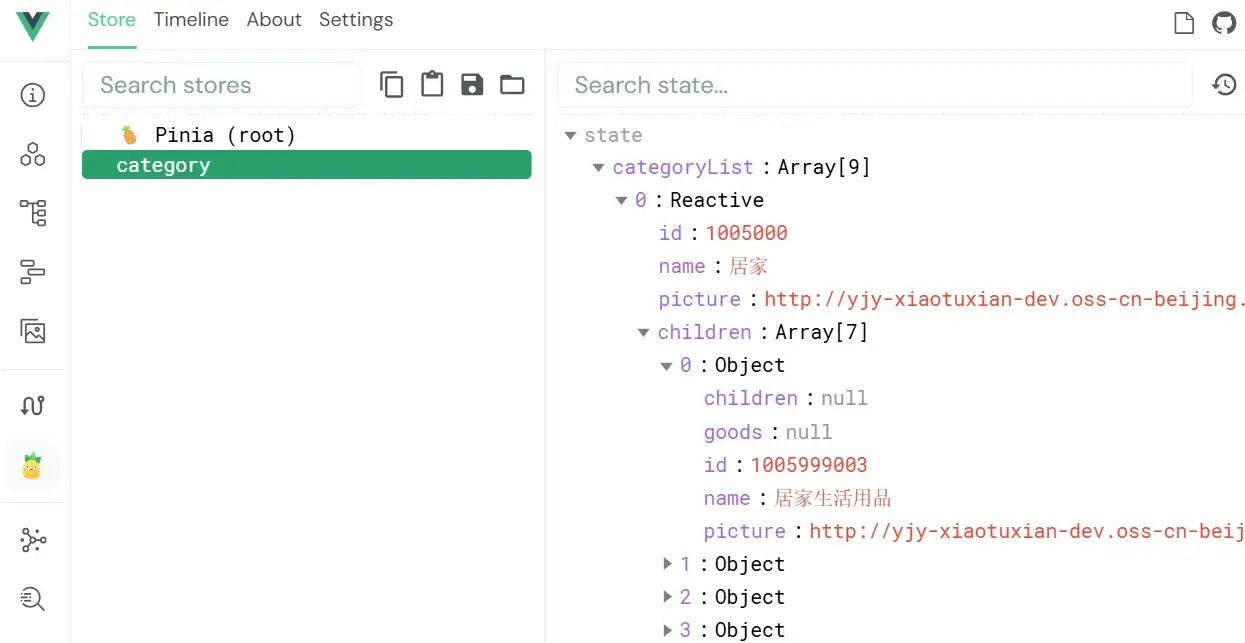 Store Timeline About Settings
Search stores
Search state...
Pinia (root)
category
state
categoryList : Array[9]
0 : Reactive
id : 1005000
name : 居家
picture : http://yjy-xiaotuxian-dev.oss-cn-beijing.
children : Array[7]
0 : Object
children : null
goods : null
id : 1005999003
name : 居家生活用品
picture : http://yjy-xiaotuxian-dev.oss-cn-beij
1 : Object
2 : Object
3 : Object